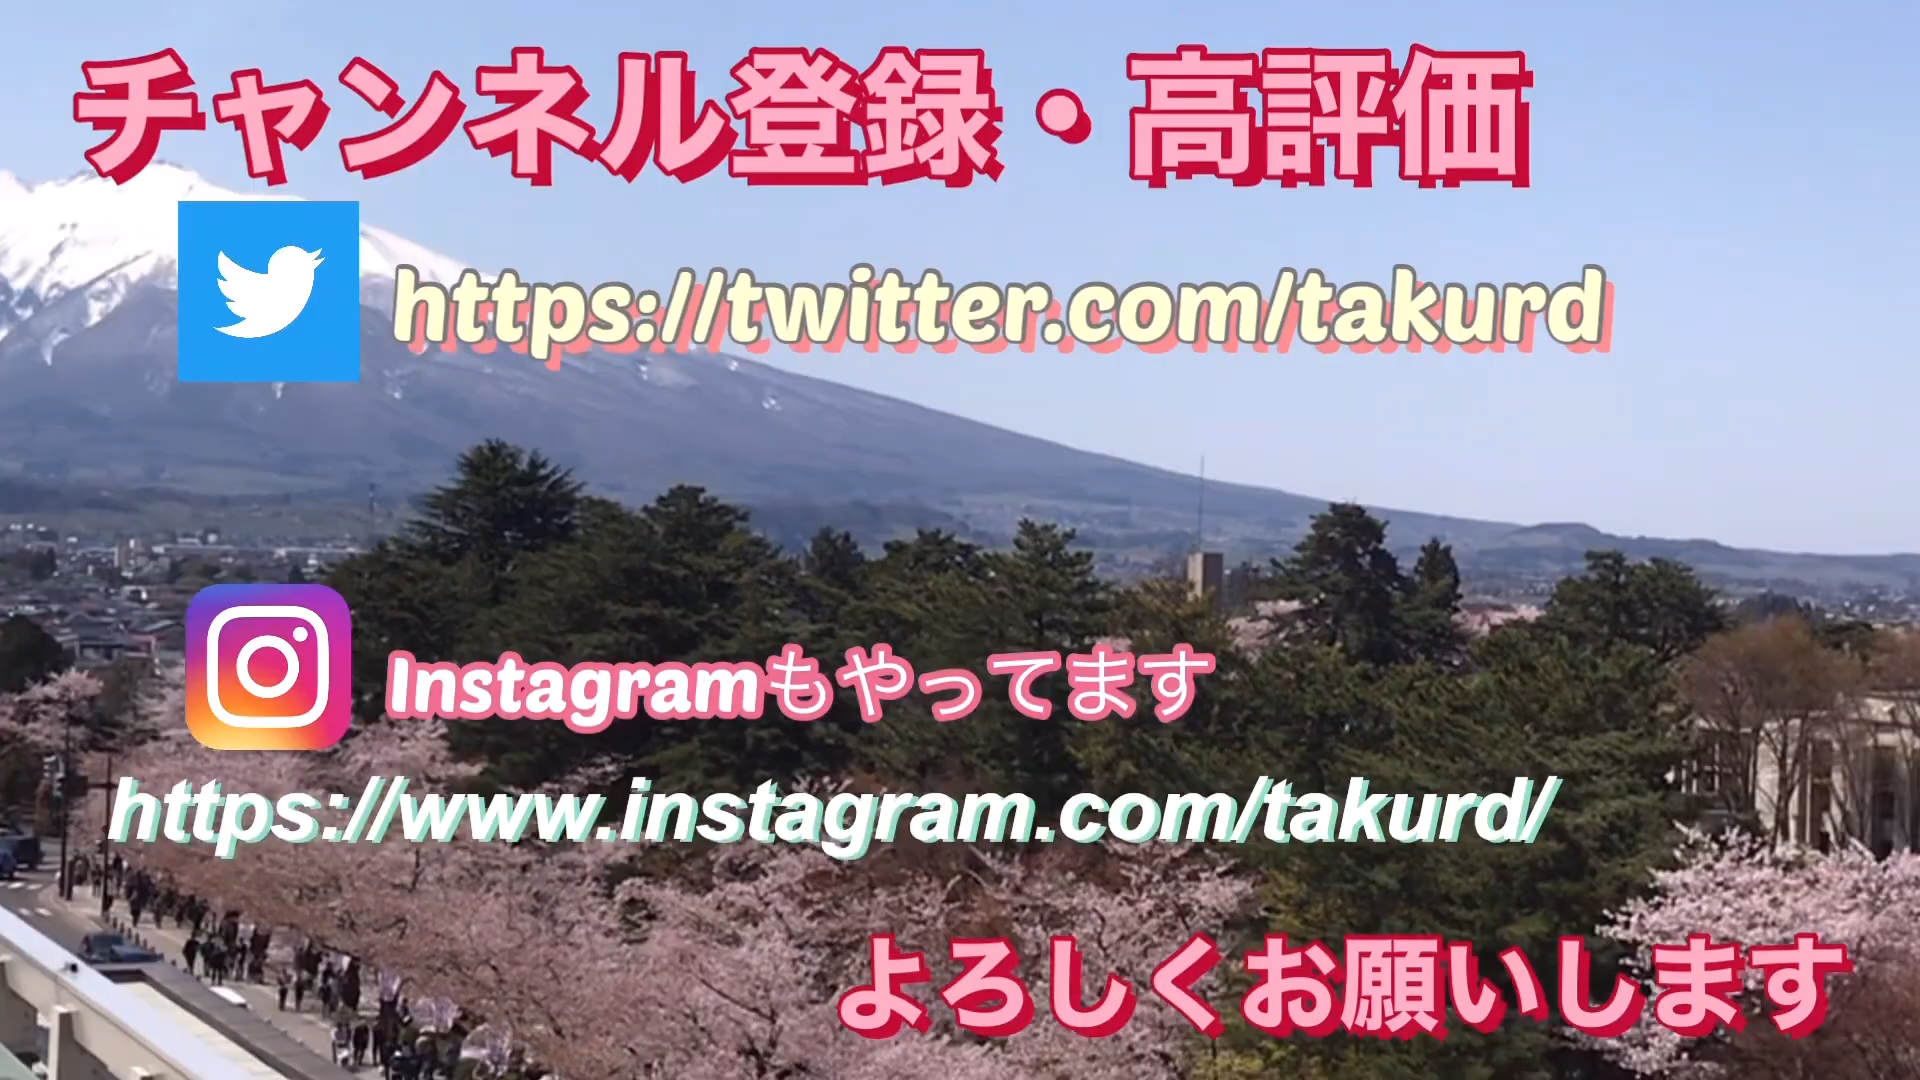 チャンネル登録・高評価
https://twitter.com/takurd
Instagramもやってます
https://www.instagram.com/takurd/
よろしくお願いします